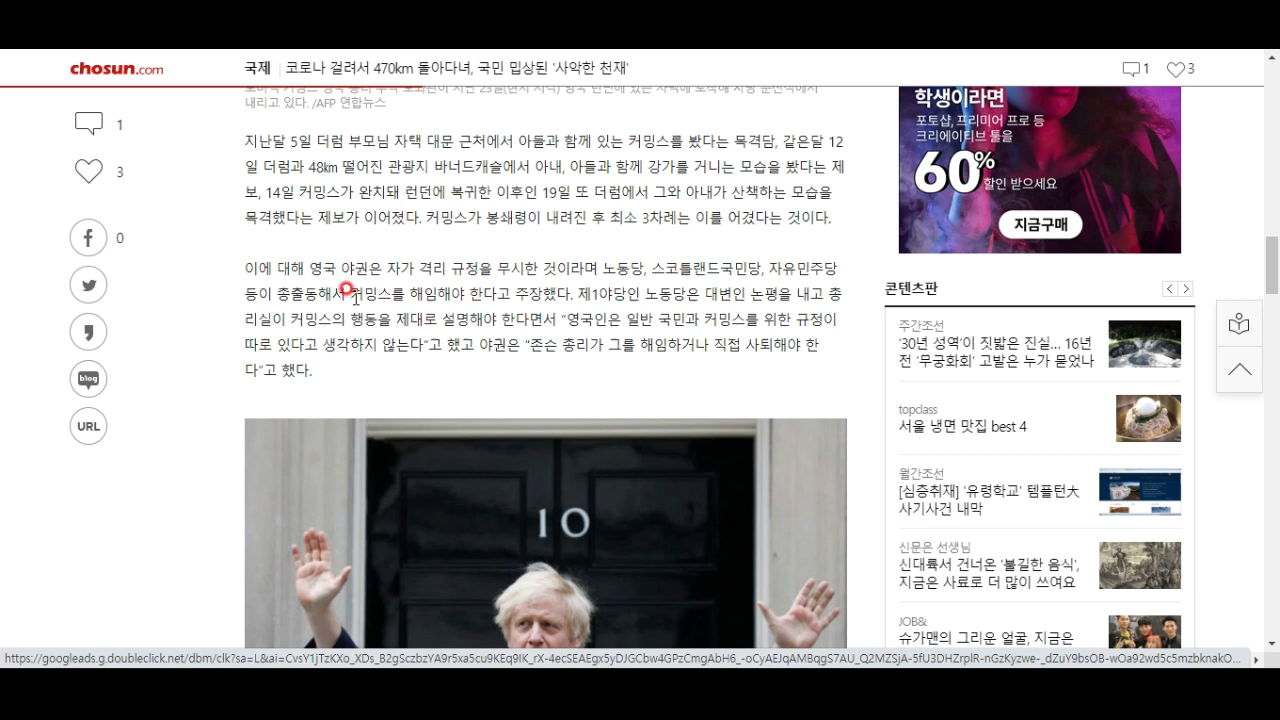 chosun.com
국제 코로나 걸려서 470km 돌아다녀, 국민 밉상된 '사악한 천재'
1
3
내리고 있다. /AFP 연합뉴스
1
3
0
blog
URL
지난달 5일 더럼 부모님 자택 대문 근처에서 아들과 함께 있는 커밍스를 봤다는 목격담, 같은달 12
일 더럼과 48km 떨어진 관광지 바너드캐슬에서 아내, 아들과 함께 강가를 거니는 모습을 봤다는 제
보, 14일 커밍스가 완치돼 런던에 복귀한 이후인 19일 또 더럼에서 그와 아내가 산책하는 모습을
목격했다는 제보가 이어졌다. 커밍스가 봉쇄령이 내려진 후 최소 3차례는 이를 어겼다는 것이다.
이에 대해 영국 야권은 자가 격리 규정을 무시한 것이라며 노동당, 스코틀랜드국민당, 자유민주당
등이 총출동해서 커밍스를 해임해야 한다고 주장했다. 제1야당인 노동당은 대변인 논평을 내고 총
리실이 커밍스의 행동을 제대로 설명해야 한다면서 “영국인은 일반 국민과 커밍스를 위한 규정이
따로 있다고 생각하지 않는다”고 했고 야권은 “존슨 총리가 그를 해임하거나 직접 사퇴해야 한
다”고 했다.
10
학생이라면
포토샵, 프리미어 프로 등
크리에이티브 툴을
60% 할인 받으세요
지금구매
콘텐츠판
주간조선
'30년 성역'이 짓밟은 진실... 16년
전 '무궁화회' 고발은 누가 묻었나
topclass
서울 냉면 맛집 best 4
월간조선
[심층취재] '유령학교' 템플턴大
사기사건 내막
신문은 선생님
신대륙서 건너온 '불길한 음식',
지금은 사료로 더 많이 쓰여요
JOB&
슈가맨의 그리운 얼굴, 지금은